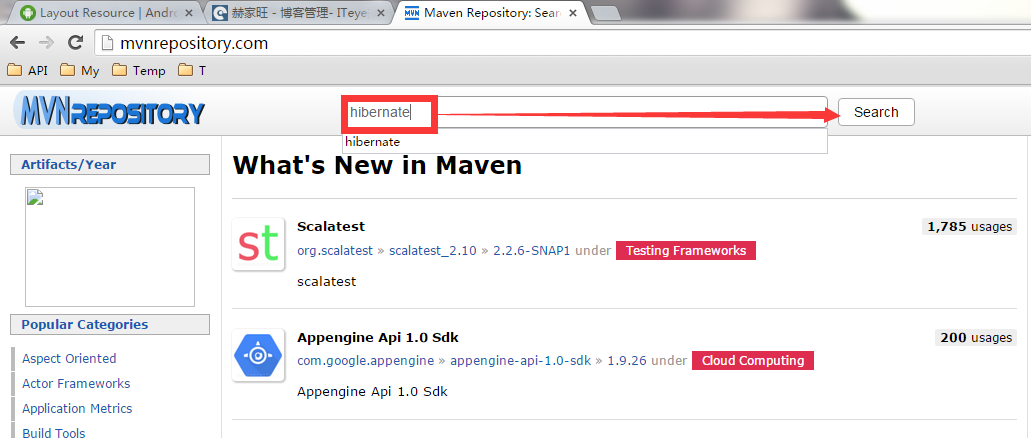 Layout Resource | Andro
赫家旺 - 博客管理- ITeye
Maven Repository: Sear
mvnrepository.com
API My Temp T
MVNREPOSITORY
hibernate
Search
hibernate
Artifacts/Year
What's New in Maven
Scalatest
1,785 usages
org.scalatest » scalatest_2.10 » 2.2.6-SNAP1 under Testing Frameworks
scalatest
Popular Categories
Appengine Api 1.0 Sdk
200 usages
com.google.appengine » appengine-api-1.0-sdk » 1.9.26 under Cloud Computing
Appengine Api 1.0 Sdk
Aspect Oriented
Actor Frameworks
Application Metrics
Build Tools